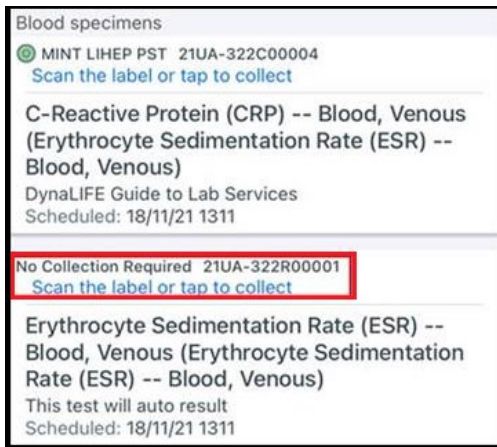 Blood specimens
MINT LIHEP PST 21UA-322C00004
Scan the label or tap to collect
C-Reactive Protein (CRP) -- Blood, Venous
(Erythrocyte Sedimentation Rate (ESR) --
Blood, Venous)
DynaLIFE Guide to Lab Services
Scheduled: 18/11/21 1311
No Collection Required 21UA-322R00001
Scan the label or tap to collect
Erythrocyte Sedimentation Rate (ESR) --
Blood, Venous (Erythrocyte Sedimentation
Rate (ESR) -- Blood, Venous)
This test will auto result
Scheduled: 18/11/21 1311